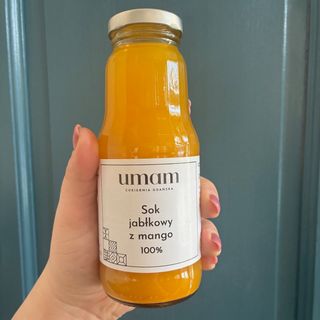 umam
CUKIERNIA GDAŃSKA
Sok
jabłkowy
z mango
100%